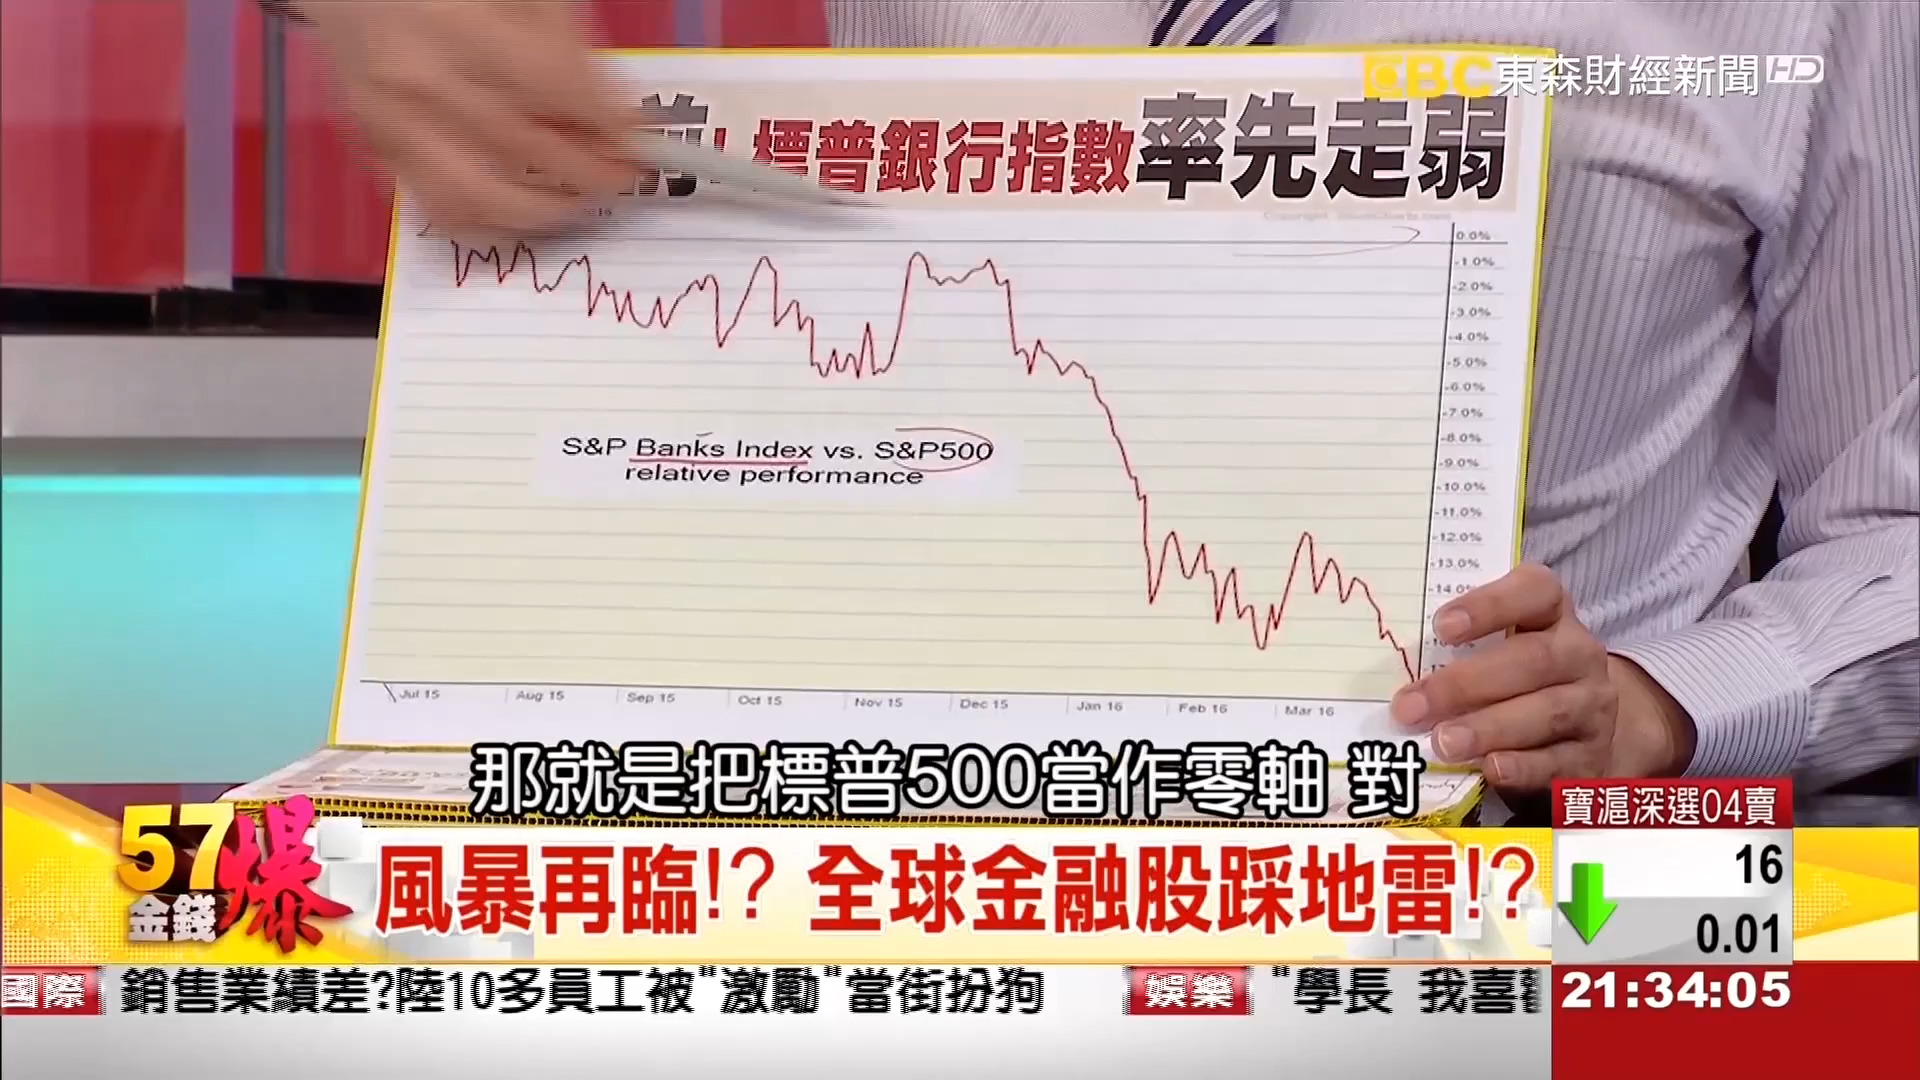 EBC 東森財經新聞 HD
前!標普銀行指數率先走弱
0.0%
-1.0%
-2.0%
-3.0%
-4.0%
-5.0%
-6.0%
-7.0%
-8.0%
-9.0%
-10.0%
-11.0%
-12.0%
-13.0%
-14.0%
S&P Banks Index vs. S&P500
relative performance
Jul 15 Aug 15 Sep 15 Oct 15 Nov 15 Dec 15 Jan 16 Feb 16 Mar 16
那就是把標普500當作零軸 對
57金錢爆
風暴再臨!? 全球金融股踩地雷!?
寶滬深選04賣
16
0.01
國際 銷售業績差?陸10多員工被"激勵"當街扮狗 娛樂 "學長 我喜
21:34:05